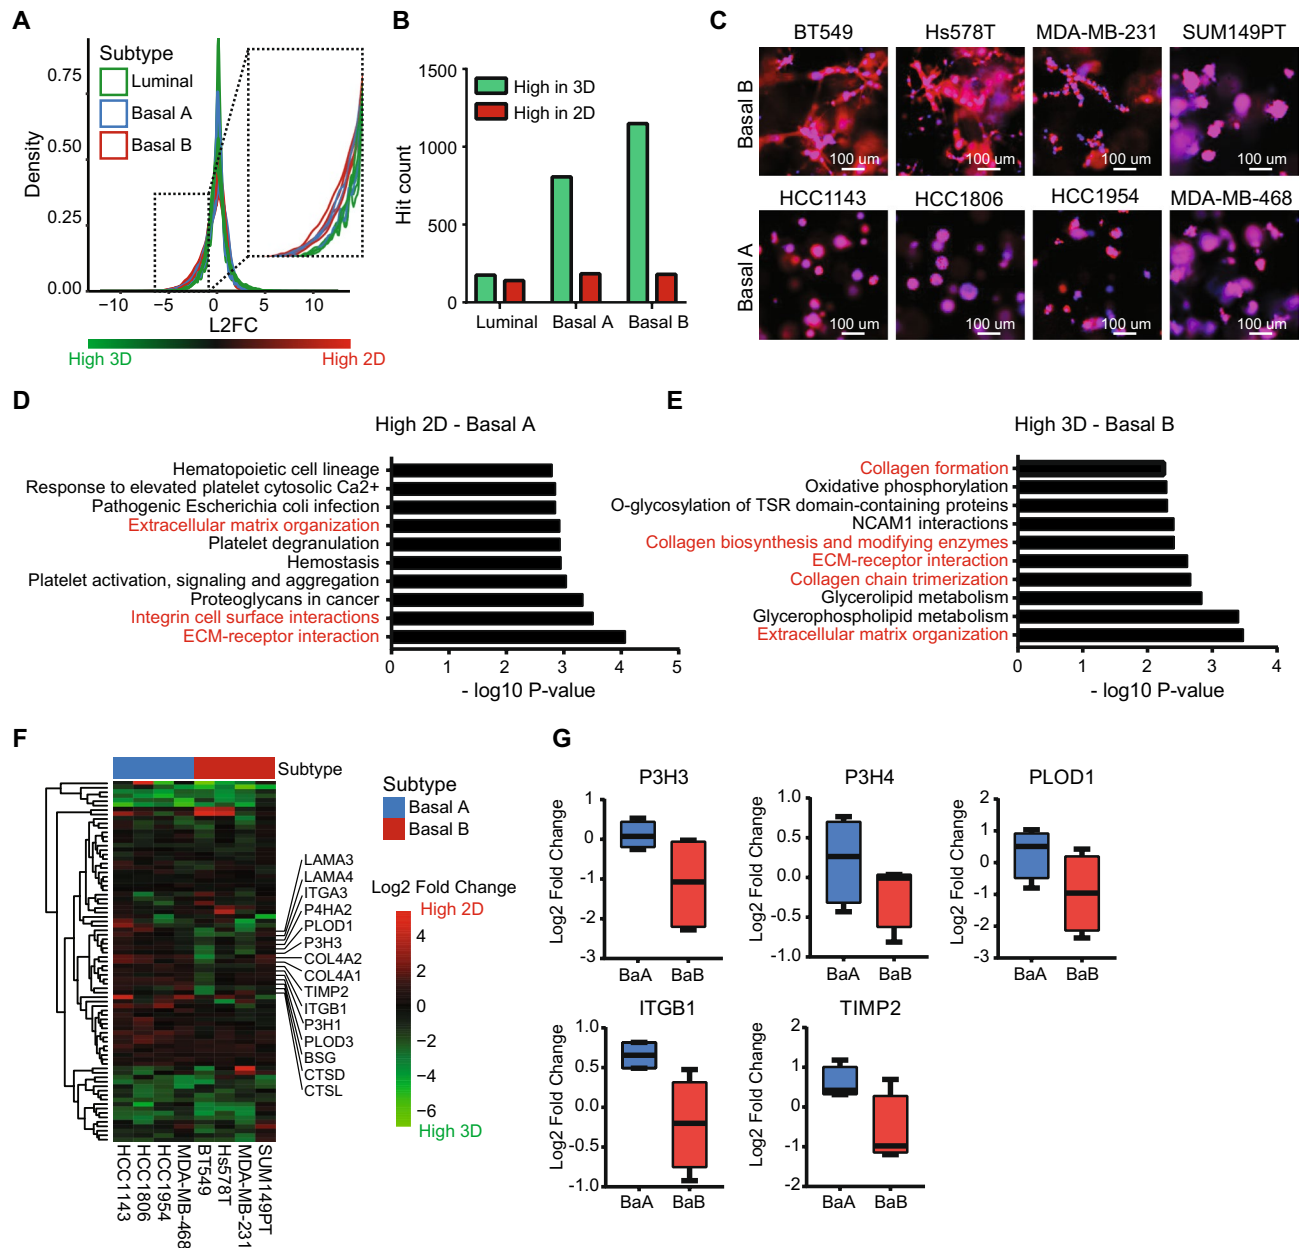 A
Subtype
Luminal
Basal A
Basal B
Density
0.75
0.50
0.25
0.00
−10
−5
0
5
10
L2FC
High 3D
High 2D
B
Hit count
1500
1000
500
0
High in 3D
High in 2D
Luminal
Basal A
Basal B
C
BT549
Hs578T
MDA-MB-231
SUM149PT
Basal B
100 um
100 um
100 um
100 um
HCC1143
HCC1806
HCC1954
MDA-MB-468
Basal A
100 um
100 um
100 um
100 um
D
High 2D - Basal A
Hematopoietic cell lineage
Response to elevated platelet cytosolic Ca2+
Pathogenic Escherichia coli infection
Extracellular matrix organization
Platelet degranulation
Hemostasis
Platelet activation, signaling and aggregation
Proteoglycans in cancer
Integrin cell surface interactions
ECM-receptor interaction
0 1 2 3 4 5
- log10 P-value
E
High 3D - Basal B
Collagen formation
Oxidative phosphorylation
O-glycosylation of TSR domain-containing proteins
NCAM1 interactions
Collagen biosynthesis and modifying enzymes
ECM-receptor interaction
Collagen chain trimerization
Glycerolipid metabolism
Glycerophospholipid metabolism
Extracellular matrix organization
0 1 2 3 4
- log10 P-value
F
Subtype
Subtype
Basal A
Basal B
LAMA3
LAMA4
ITGA3
P4HA2
PLOD1
P3H3
COL4A2
COL4A1
TIMP2
ITGB1
P3H1
PLOD3
BSG
CTSD
CTSL
Log2 Fold Change
High 2D
4
2
0
−2
−4
−6
High 3D
HCC1143
HCC1806
HCC1954
MDA-MB-468
BT549
Hs578T
MDA-MB-231
SUM149PT
G
P3H3
Log2 Fold Change
1
0
-1
-2
-3
BaA BaB
P3H4
Log2 Fold Change
1.0
0.5
0.0
-0.5
-1.0
BaA BaB
PLOD1
Log2 Fold Change
2
1
0
-1
-2
-3
BaA BaB
ITGB1
Log2 Fold Change
1.0
0.5
0.0
-0.5
-1.0
BaA BaB
TIMP2
Log2 Fold Change
2
1
0
-1
-2
BaA BaB